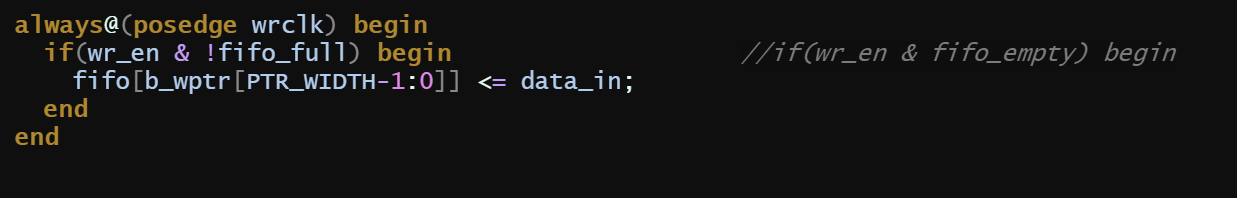 always@(posedge wrclk) begin
  if(wr_en & !fifo_full) begin                    //if(wr_en & fifo_empty) begin
    fifo[b_wptr[PTR_WIDTH-1:0]] <= data_in;
  end
end